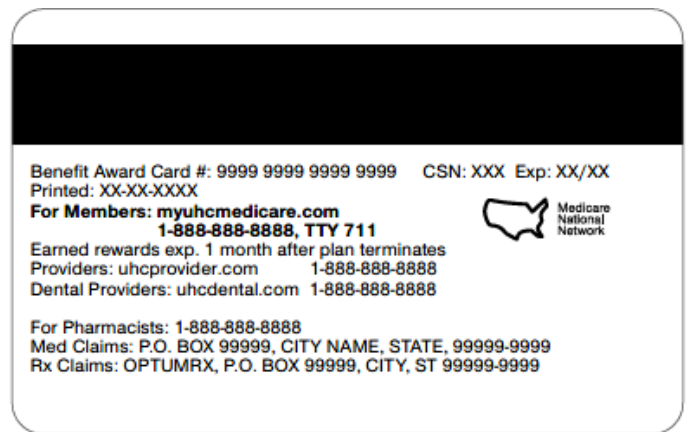 Benefit Award Card #: 9999 9999 9999 9999 CSN: XXX Exp: XX/XX
Printed: XX-XX-XXXX
For Members: myuhcmedicare.com
1-888-888-8888, TTY 711
Medicare
National
Network
Earned rewards exp. 1 month after plan terminates
Providers: uhcprovider.com 1-888-888-8888
Dental Providers: uhcdental.com 1-888-888-8888
For Pharmacists: 1-888-888-8888
Med Claims: P.O. BOX 99999, CITY NAME, STATE, 99999-9999
Rx Claims: OPTUMRX, P.O. BOX 99999, CITY, ST 99999-9999